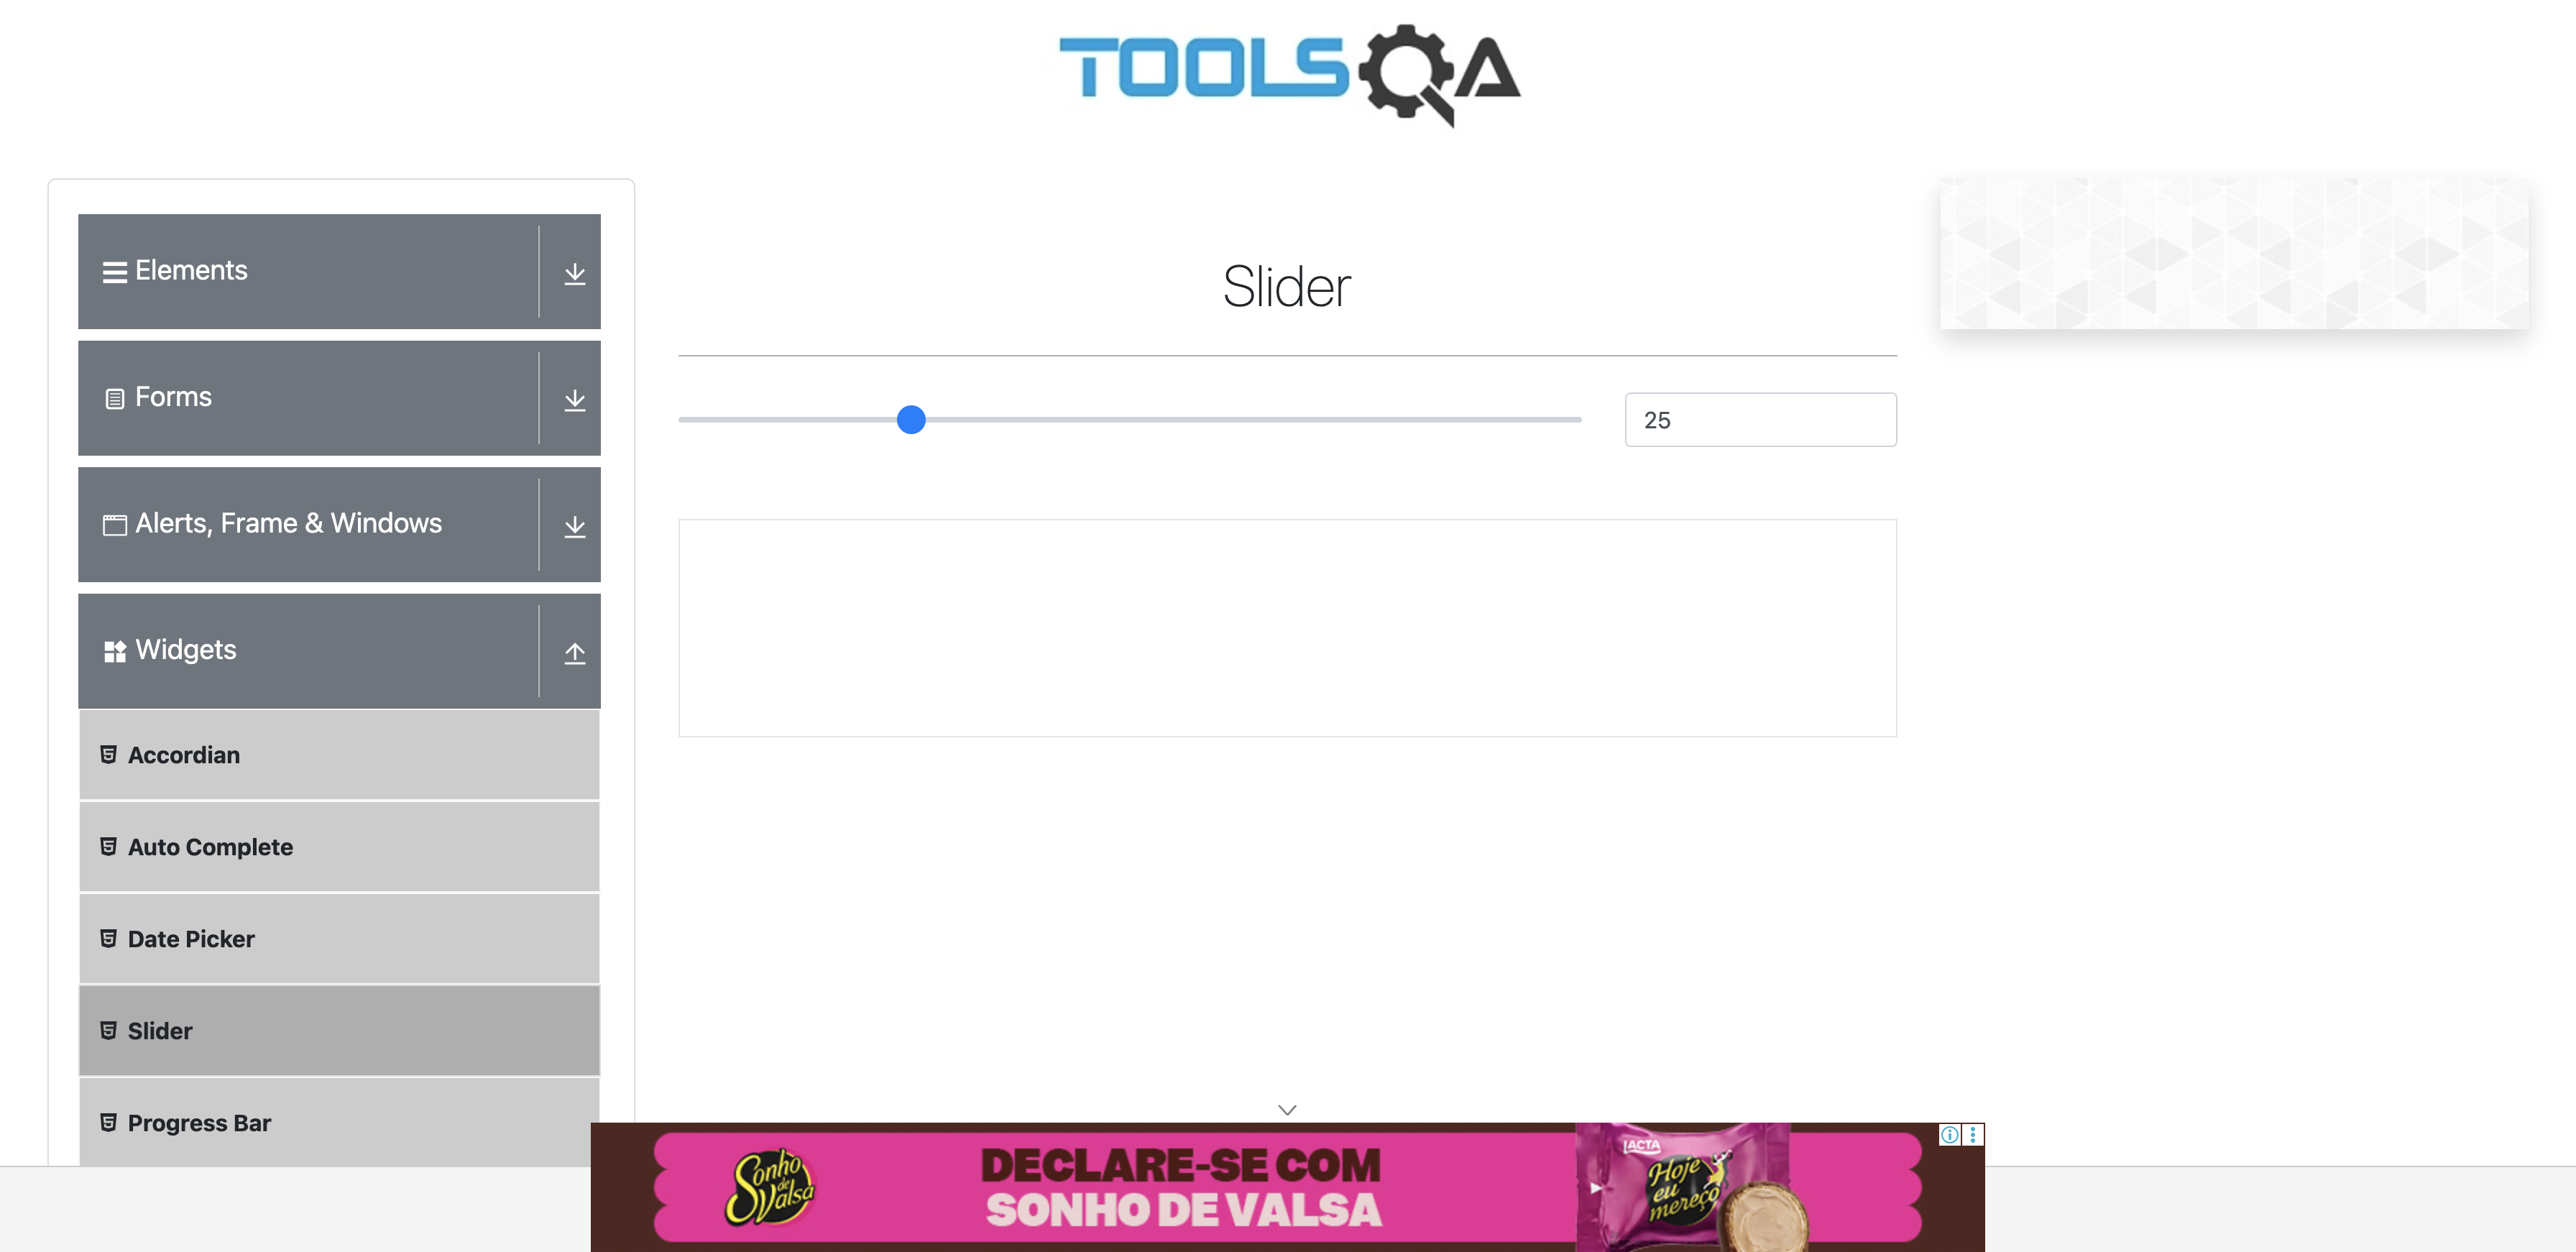 TOOLSQA
Elements
Forms
Alerts, Frame & Windows
Widgets
Accordian
Auto Complete
Date Picker
Slider
Progress Bar
Slider
25
Sonho
de
Valsa
DECLARE-SE COM
SONHO DE VALSA
LACTA
Hoje
eu
mereço